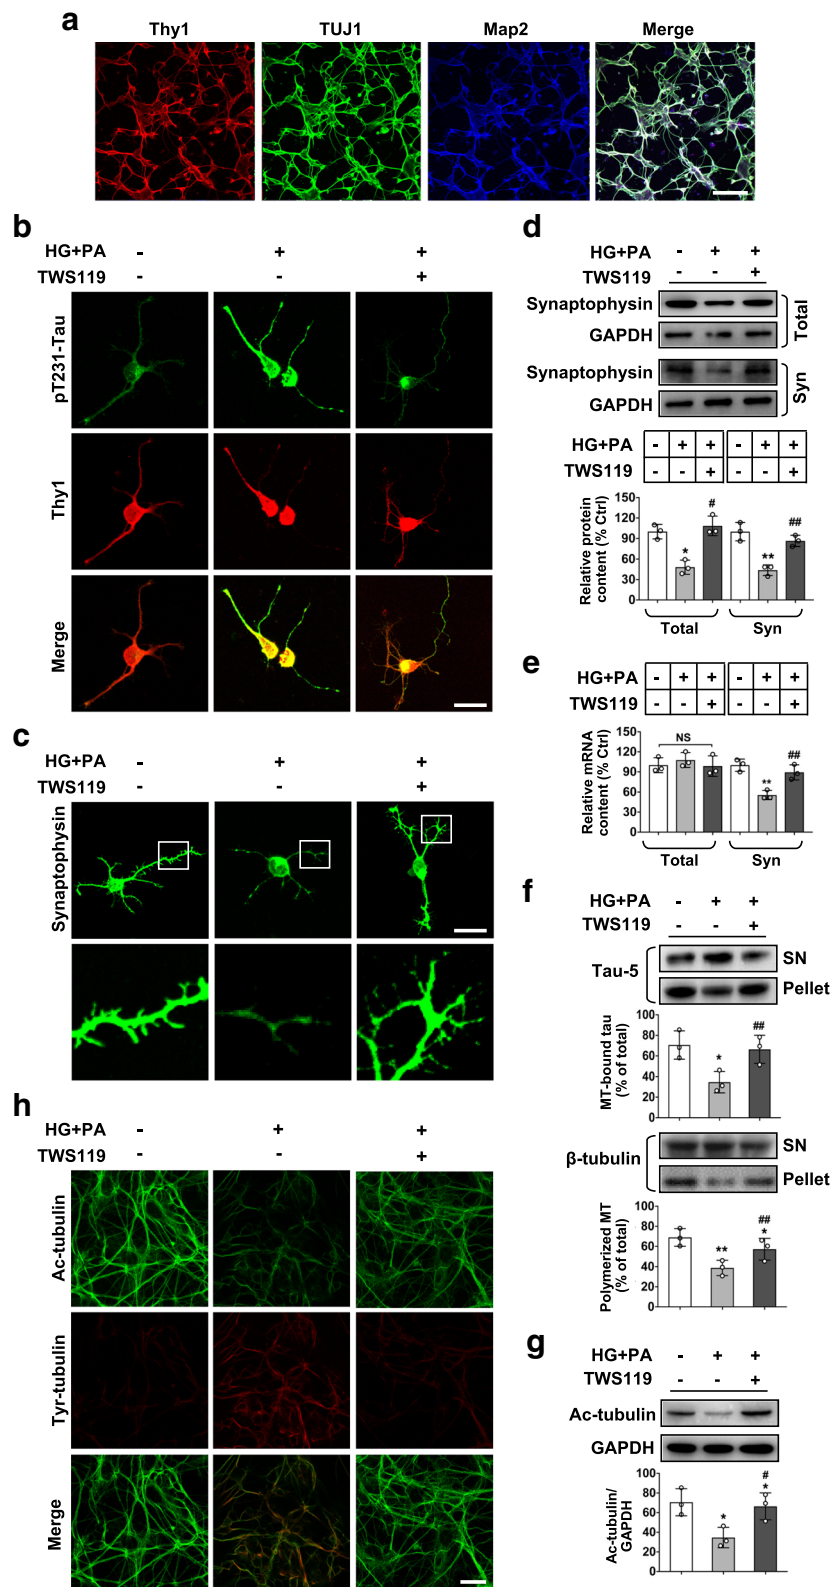 a
Thy1 TUJ1 Map2 Merge
b
HG+PA - + +
TWS119 - - +
pT231-Tau
Thy1
Merge
c
HG+PA - + +
TWS119 - - +
Synaptophysin
d
HG+PA - + +
TWS119 - - +
Synaptophysin
GAPDH
Total
Synaptophysin
GAPDH
Syn
HG+PA - + + - + +
TWS119 - - + - - +
Relative protein
content (% Ctrl)
150
120
90
60
30
0
* # ** ##
Total Syn
e
HG+PA - + + - + +
TWS119 - - + - - +
Relative mRNA
content (% Ctrl)
150
120
90
60
30
0
NS ** ##
Total Syn
f
HG+PA - + +
TWS119 - - +
Tau-5
SN
Pellet
MT-bound tau
(% of total)
100
80
60
40
20
0
* ##
β-tubulin
SN
Pellet
Polymerized MT
(% of total)
100
80
60
40
20
0
** ##
*
g
HG+PA - + +
TWS119 - - +
Ac-tubulin
GAPDH
Ac-tubulin/
GAPDH
100
80
60
40
20
0
* #
*
h
HG+PA - + +
TWS119 - - +
Ac-tubulin
Tyr-tubulin
Merge